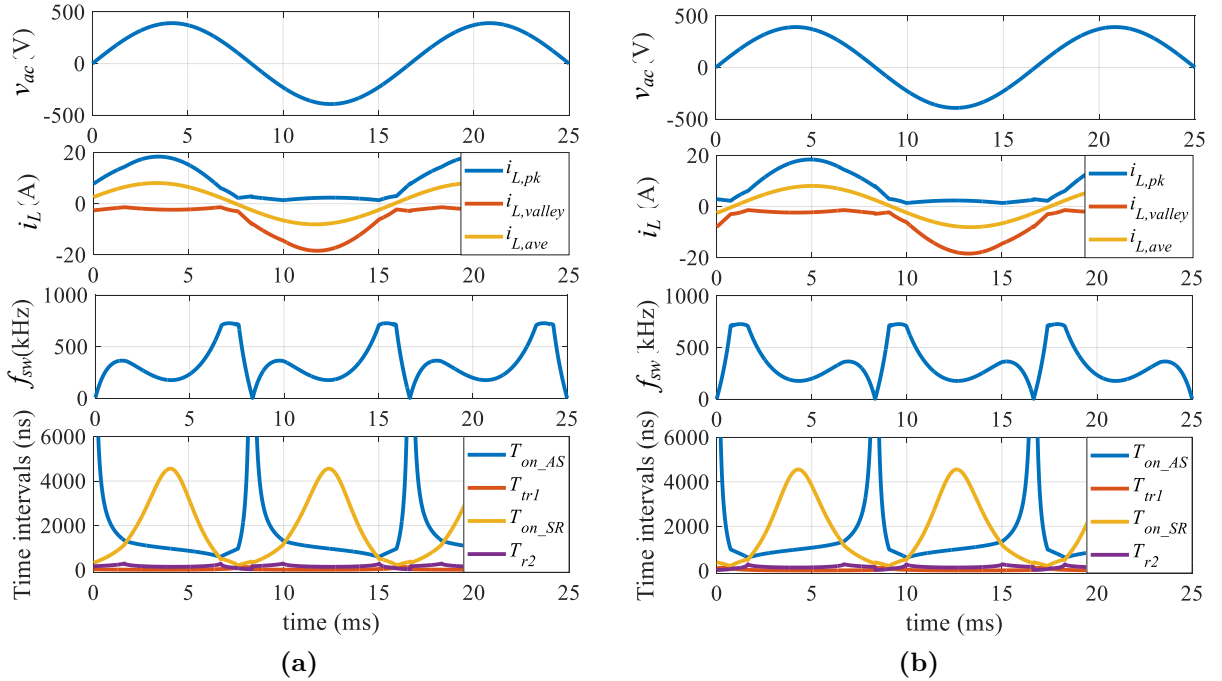 500
0
-500
v_ac (V)
0 5 10 15 20 25
20
0
-20
i_L (A)
i_L,pk
i_L,valley
i_L,ave
0 5 10 15 20 25
1000
500
0
f_sw(kHz)
0 5 10 15 20 25
6000
4000
2000
0
Time intervals (ns)
T_on_AS
T_tr1
T_on_SR
T_r2
0 5 10 15 20 25
time (ms)
(a)
500
0
-500
v_ac (V)
0 5 10 15 20 25
20
0
-20
i_L (A)
i_L,pk
i_L,valley
i_L,ave
0 5 10 15 20 25
1000
500
0
f_sw (kHz)
0 5 10 15 20 25
6000
4000
2000
0
Time intervals (ns)
T_on_AS
T_tr1
T_on_SR
T_r2
0 5 10 15 20 25
time (ms)
(b)